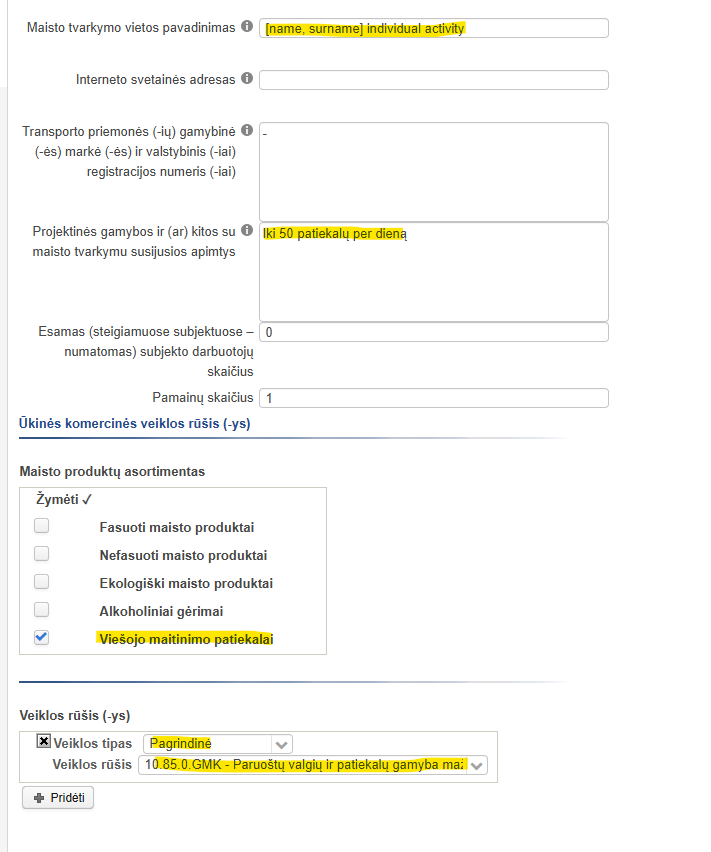 Maisto tvarkymo vietos pavadinimas [name, surname] individual activity
Interneto svetainės adresas
Transporto priemonės (-ių) gamybinė -
(-ės) markė (-ės) ir valstybinis (-iai)
registracijos numeris (-iai)
Projektinės gamybos ir (ar) kitos su Iki 50 patiekalų per dieną
maisto tvarkymu susijusios apimtys
Esamas (steigiamuose subjektuose – 0
numatomas) subjekto darbuotojų
skaičius
Pamainų skaičius 1
Ūkinės komercinės veiklos rūšis (-ys)
Maisto produktų asortimentas
Žymėti ✓
Fasuoti maisto produktai
Nefasuoti maisto produktai
Ekologiški maisto produktai
Alkoholiniai gėrimai
Viešojo maitinimo patiekalai
Veiklos rūšis (-ys)
Veiklos tipas Pagrindinė
Veiklos rūšis 10.85.0.GMK - Paruoštų valgių ir patiekalų gamyba maž
Pridėti